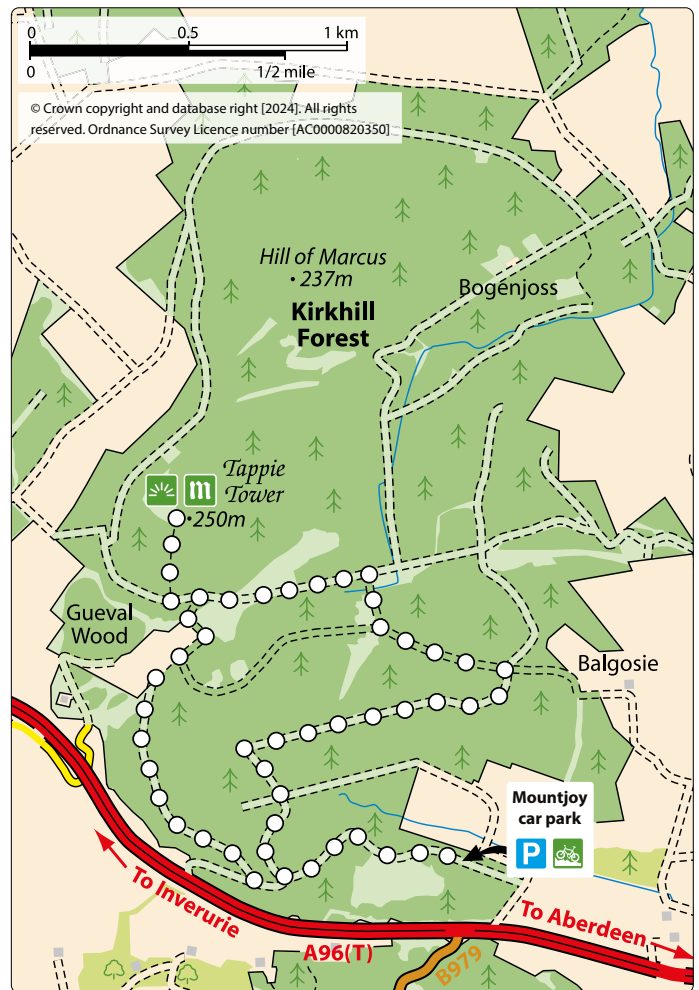 0 0.5 1 km
0 1/2 mile
© Crown copyright and database right [2024]. All rights
reserved. Ordnance Survey Licence number [AC0000820350]
Hill of Marcus
• 237m
Kirkhill
Forest
Bogenjoss
m
Tappie
Tower
•250m
Gueval
Wood
Balgosie
Mountjoy
car park
P
To Inverurie
A96(T)
B979
To Aberdeen